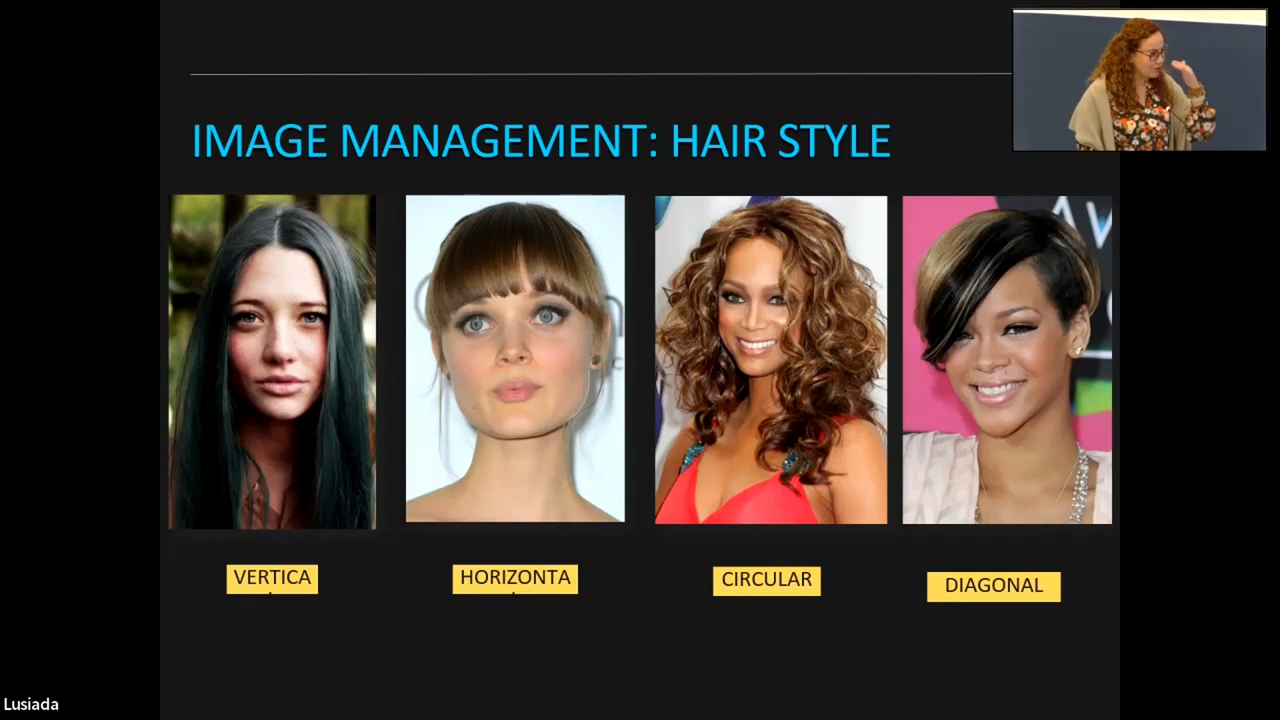 IMAGE MANAGEMENT: HAIR STYLE
VERTICA
HORIZONTA
CIRCULAR
DIAGONAL
Lusiada